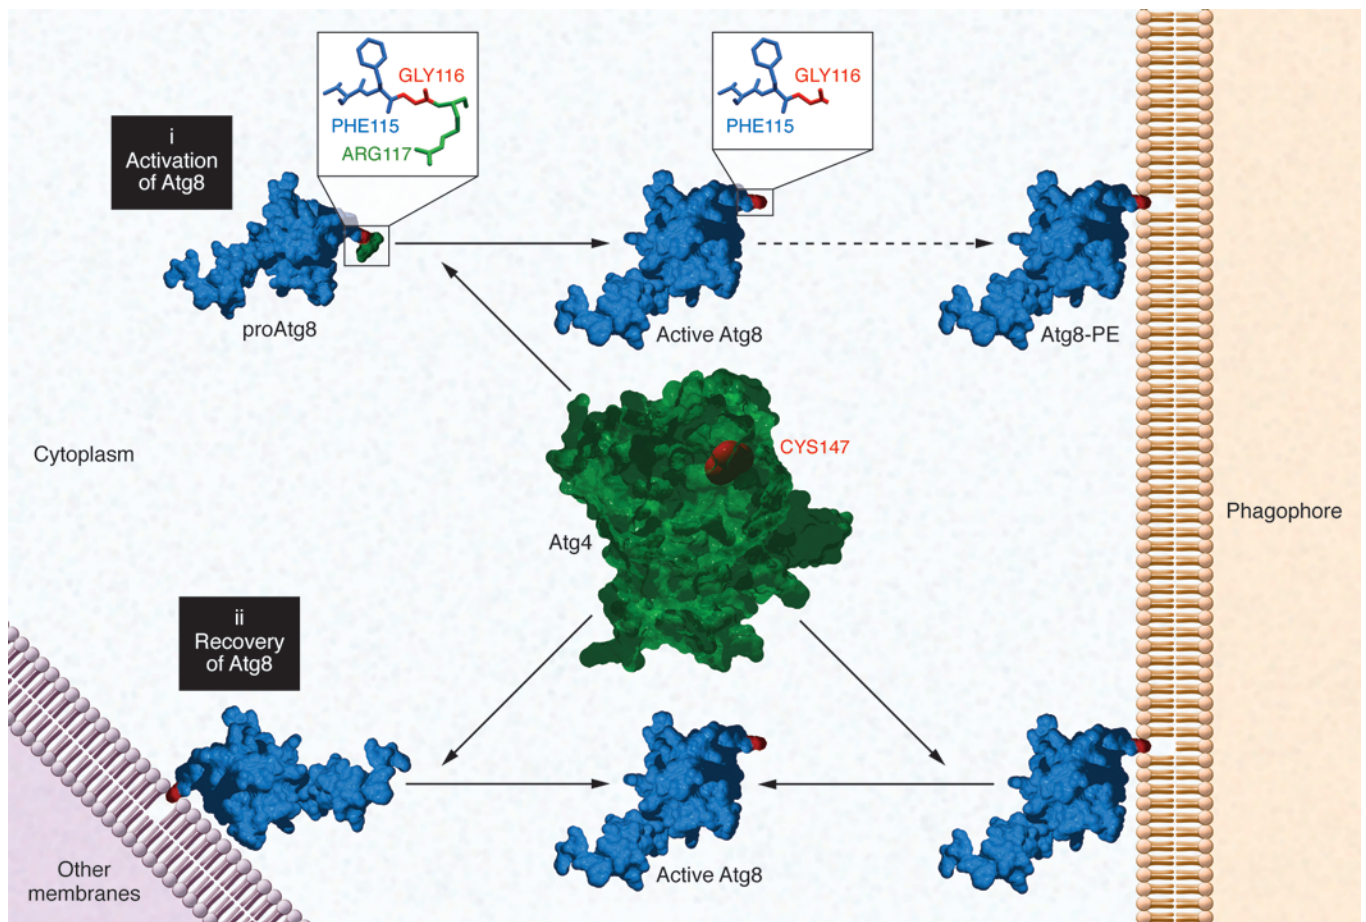 GLY116
PHE115
ARG117
GLY116
PHE115
i
Activation
of Atg8
proAtg8
Active Atg8
Atg8-PE
CYS147
Cytoplasm
Phagophore
Atg4
ii
Recovery
of Atg8
Other
membranes
Active Atg8